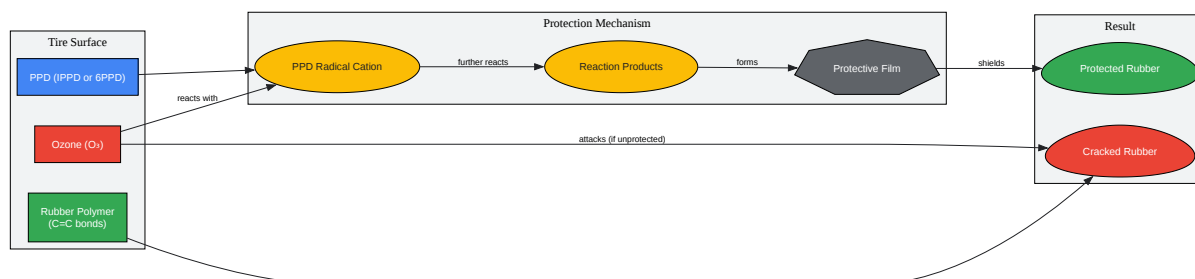 Tire Surface
PPD (IPPD or 6PPD)
Ozone (O₃)
Rubber Polymer
(C=C bonds)
reacts with
Protection Mechanism
PPD Radical Cation
further reacts
Reaction Products
forms
Protective Film
shields
attacks (if unprotected)
Result
Protected Rubber
Cracked Rubber